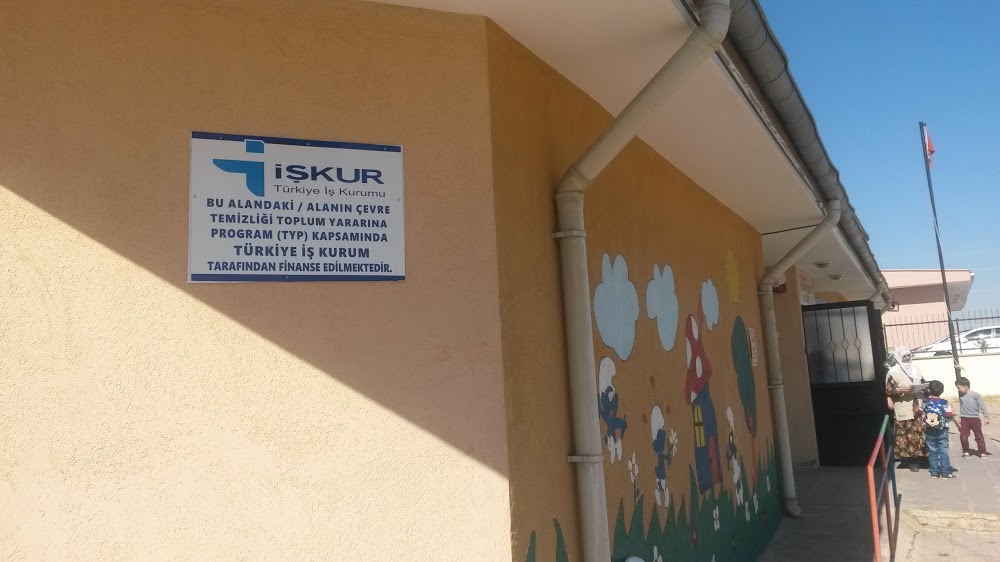 İŞKUR
Türkiye İş Kurumu
BU ALANDAKİ / ALANIN ÇEVRE
TEMİZLİĞİ TOPLUM YARARINA
PROGRAM (TYP) KAPSAMINDA
TÜRKİYE İŞ KURUM
TARAFINDAN FİNANSE EDİLMEKTEDİR.